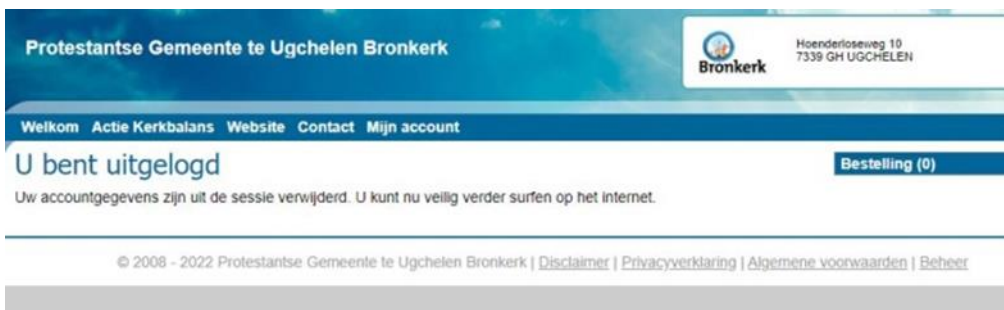 Protestantse Gemeente te Ugchelen Bronkerk
Bronkerk
Hoenderloseweg 10
7339 GH UGCHELEN
Welkom Actie Kerkbalans Website Contact Mijn account
U bent uitgelogd
Bestelling (0)
Uw accountgegevens zijn uit de sessie verwijderd. U kunt nu veilig verder surfen op het internet.
© 2008 - 2022 Protestantse Gemeente te Ugchelen Bronkerk | Disclaimer | Privacyverklaring | Algemene voorwaarden | Beheer